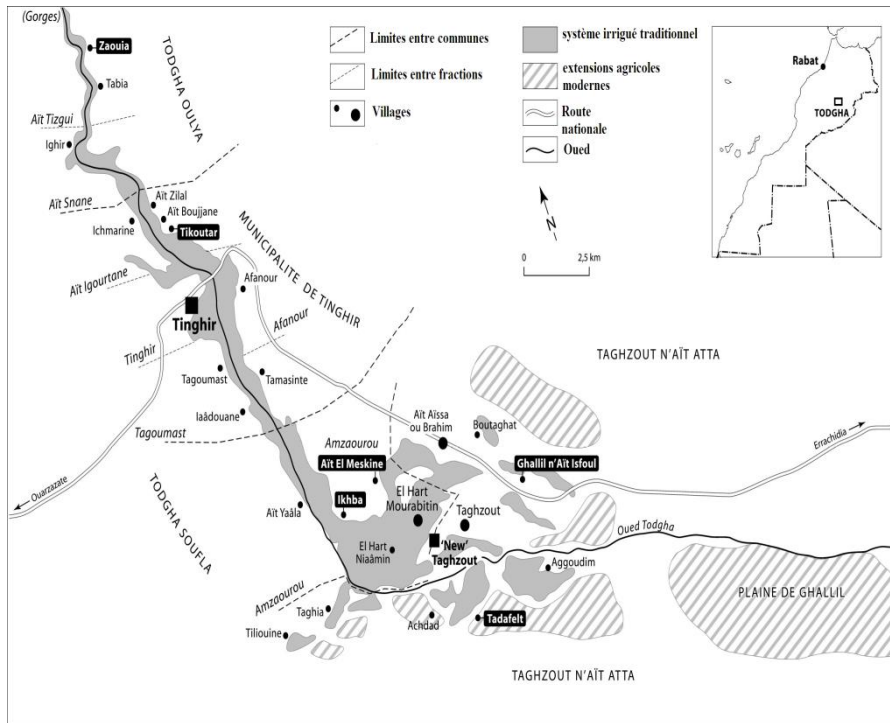 (Gorges)
Zaouia
Tabia
TODGHA OULYA
Aït Tizgui
Ighir
Aït Snane
Aït Zilal
Aït Boujjane
Ichmarine
Tikoutar
MUNICIPALITE DE TINGHIR
Aït Igourtane
Afanour
Tinghir
Afanour
Tinghir
Tagoumast
Tamasinte
Iaâdouane
Tagoumast
Ouarzazate
TODGHA SOUFLA
Limites entre communes
Limites entre fractions
Villages
système irrigué traditionnel
extensions agricoles
modernes
Route
nationale
Oued
N
0 2,5 km
Rabat
TODGHA
TAGHZOUT N'AÏT ATTA
Aït Aïssa
ou Brahim
Boutaghat
Errachidia
Amzaourou
Aït El Meskine
Ghallil n'Aït Isfoul
Ikhba
El Hart
Mourabitin
Taghzout
Aït Yaâla
'New'
Taghzout
Oued Todgha
El Hart
Niaâmin
Aggoudim
PLAINE DE GHALLIL
Amzaourou
Taghia
Tiliouine
Achdad
Tadafelt
TAGHZOUT N'AÏT ATTA